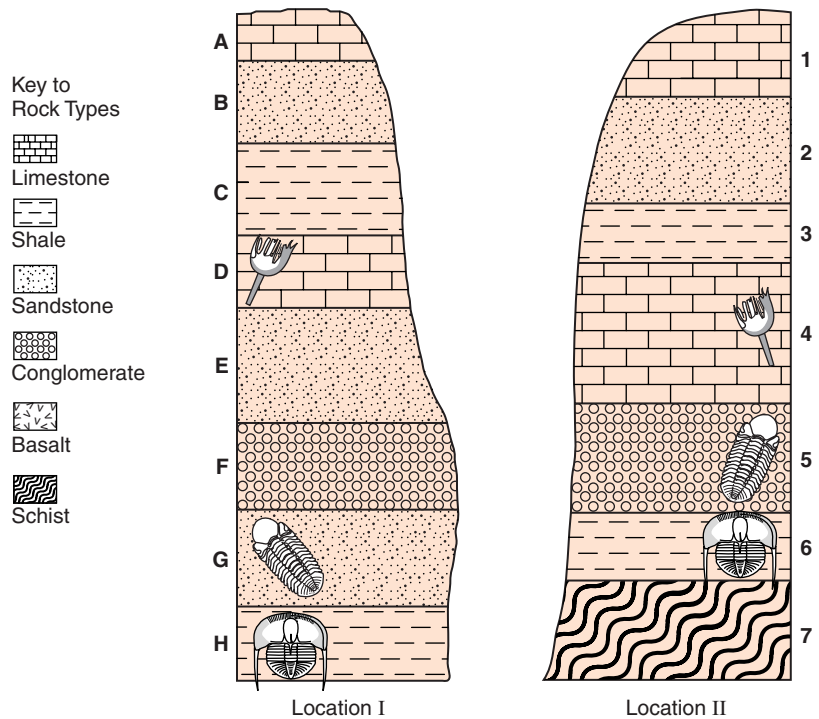 Key to
Rock Types
Limestone
Shale
Sandstone
Conglomerate
Basalt
Schist
A
B
C
D
E
F
G
H
Location I
1
2
3
4
5
6
7
Location II